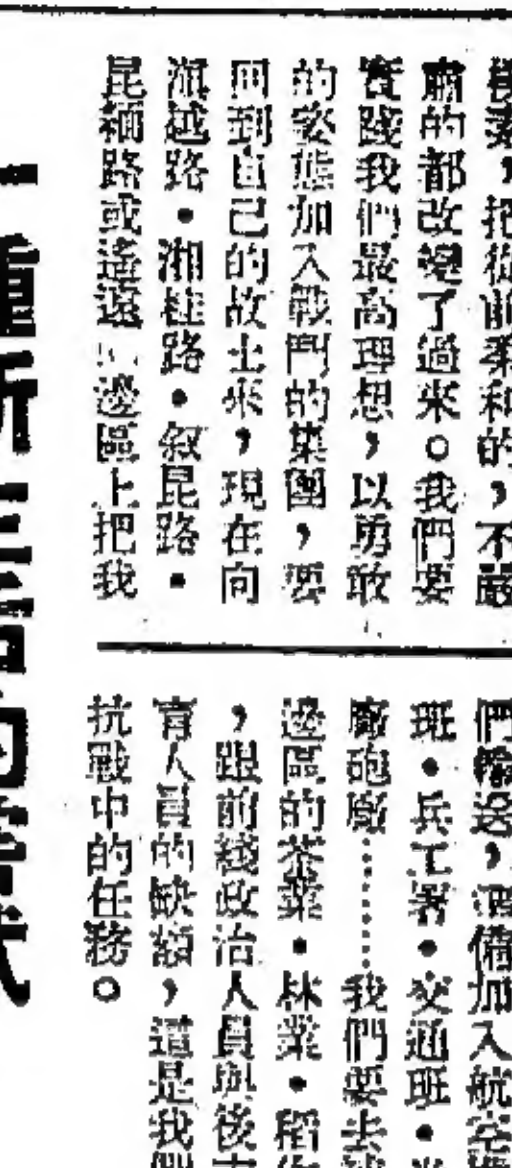 把從前柔和的，不嚴
肅的都改變了過來。我們要
實踐我們最高理想，以勇敢
的姿態加入戰鬥的集團，要
回到自己的故土來，現在向
滇越路・湘桂路・叙昆路・
昆緬路或遙遠 邊區上把我
們輸送，準備加入航空
班・兵工署・交通班・
廠砲廠……我們要去
邊區的茶業・林業・稻
，跟前綫政治人員與後
育人員的缺額，這是我們
抗戰中的任務。
一種新 的